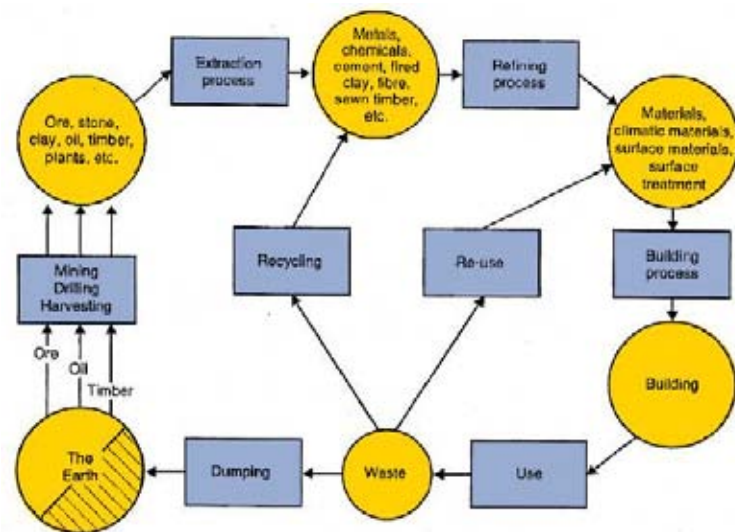 Metals,
chemicals,
cement, fired
clay, fibre,
sewn timber,
etc.
Extraction
process
Refining
process
Ore, stone,
clay, oil, timber,
plants, etc.
Materials,
climatic materials,
surface materials,
surface
treatment
Mining
Drilling
Harvesting
Recycling
Re-use
Building
process
Ore
Oil
Timber
Building
The
Earth
Dumping
Waste
Use